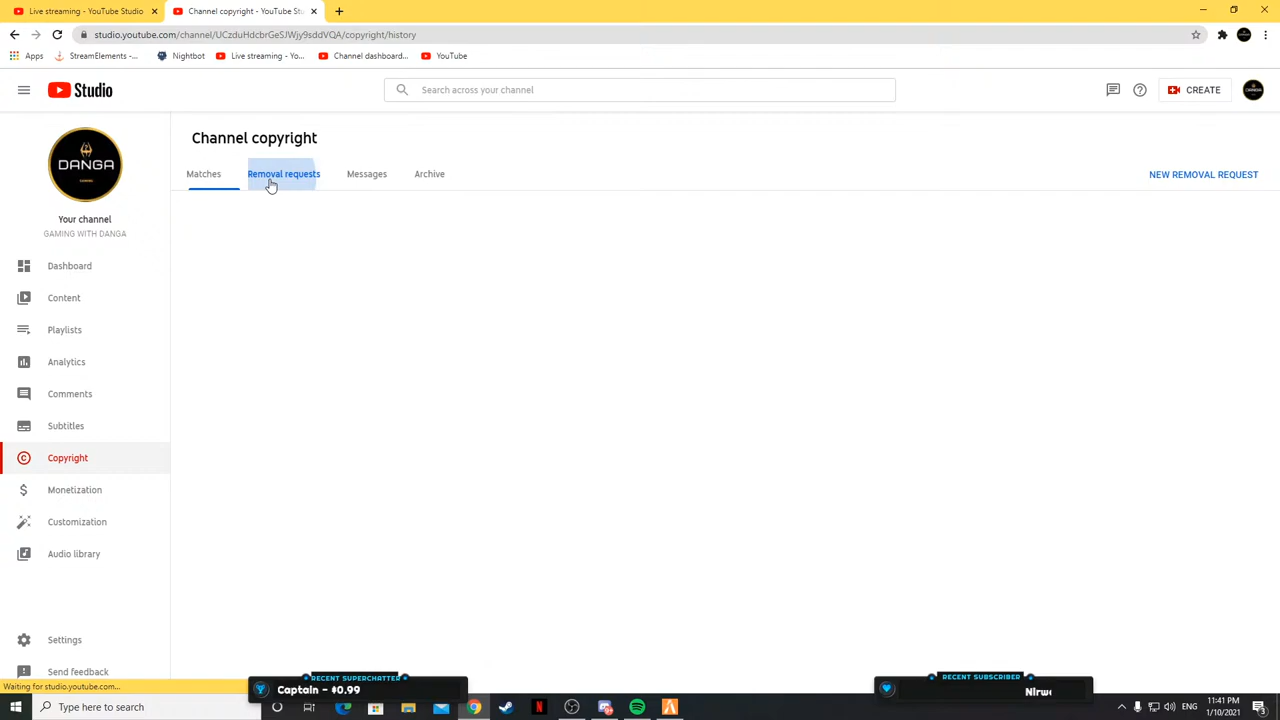 Live streaming - YouTube Studio
Channel copyright - YouTube Stu
studio.youtube.com/channel/UCzduHdcbrGeSJWjy9sddVQA/copyright/history
Apps
StreamElements -...
Nightbot
Live streaming - Yo...
Channel dashboard...
YouTube
Studio
Search across your channel
CREATE
DANGA
GAMING
Your channel
GAMING WITH DANGA
Channel copyright
Matches
Removal requests
Messages
Archive
NEW REMOVAL REQUEST
Dashboard
Content
Playlists
Analytics
Comments
Subtitles
Copyright
Monetization
Customization
Audio library
Settings
Send feedback
Waiting for studio.youtube.com...
RECENT SUPERCHATTER
Captain - $0.99
RECENT SUBSCRIBER
Type here to search
ENG
11:41 PM
1/10/2021